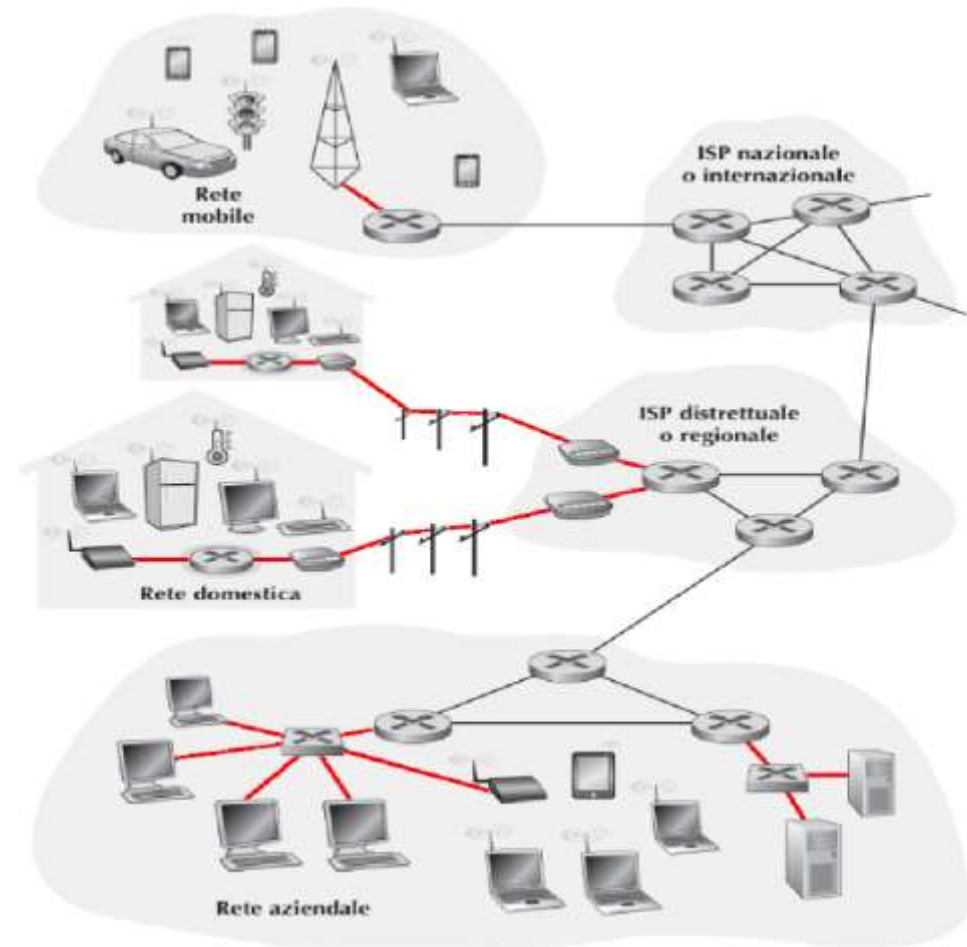 ISP nazionale
o internazionale
Rete
mobile
ISP distrettuale
o regionale
Rete domestica
Rete aziendale